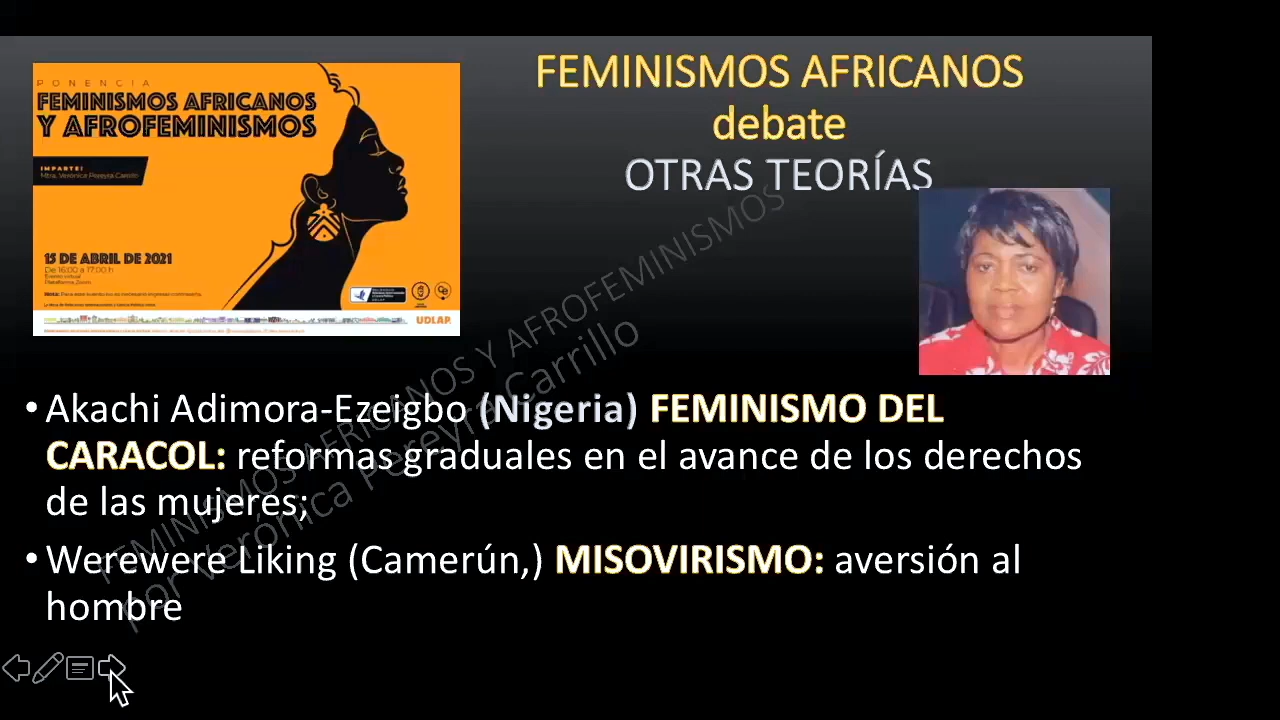 PONENCIA
FEMINISMOS AFRICANOS
Y AFROFEMINISMOS
IMPARTE:
Mtra. Verónica Pereyra Carrillo
15 DE ABRIL DE 2021
De 16:00 a 17:00 h
Evento virtual
Plataforma Zoom
UDLAP
FEMINISMOS AFRICANOS
debate
OTRAS TEORÍAS
• Akachi Adimora-Ezeigbo (Nigeria) FEMINISMO DEL
CARACOL: reformas graduales en el avance de los derechos
de las mujeres;
• Werewere Liking (Camerún,) MISOVIRISMO: aversión al
hombre
FEMINISMOS AFRICANOS Y AFROFEMINISMOS
Por Verónica Pereyra Carrillo